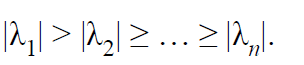 |λ₁| > |λ₂| ≥ … ≥ |λₙ|.